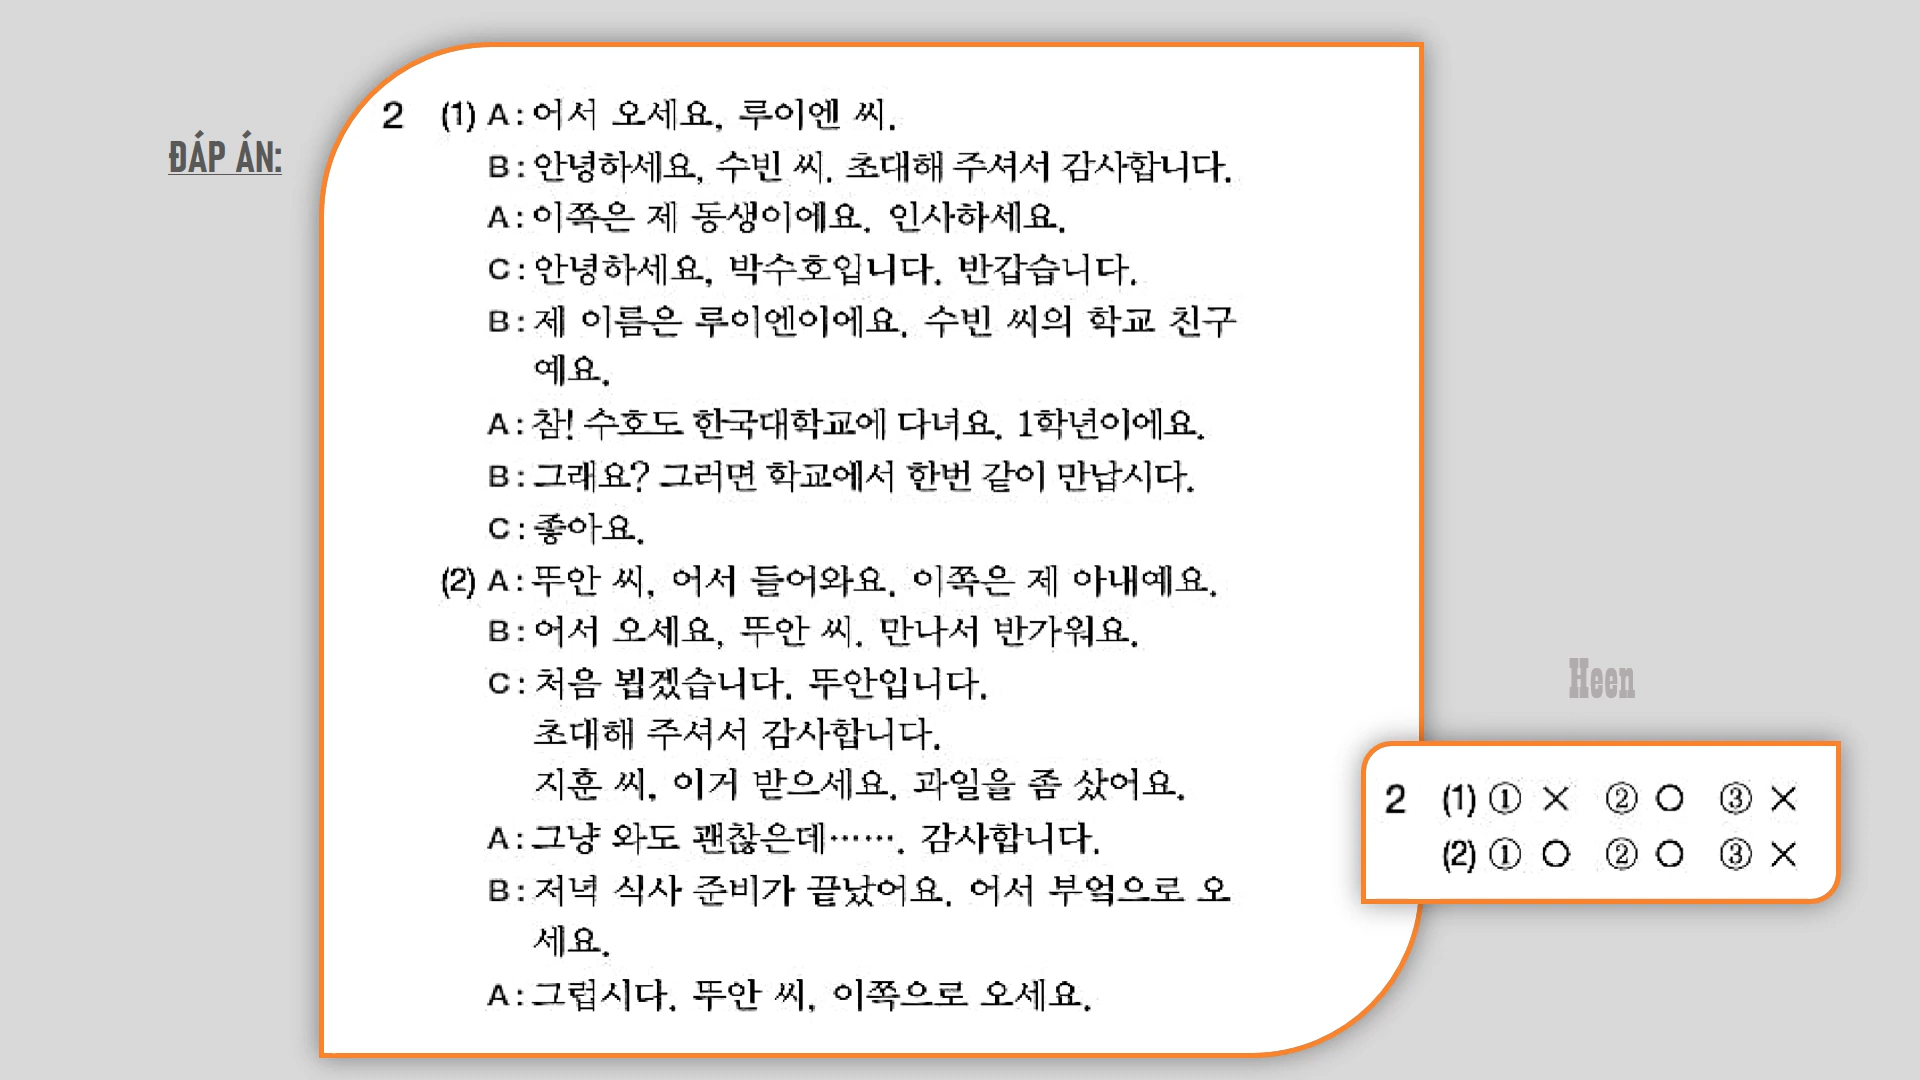 ĐÁP ÁN:
2 (1) A : 어서 오세요, 루이엔 씨.
B : 안녕하세요, 수빈 씨. 초대해 주셔서 감사합니다.
A : 이쪽은 제 동생이에요. 인사하세요.
C : 안녕하세요, 박수호입니다. 반갑습니다.
B : 제 이름은 루이엔이에요. 수빈 씨의 학교 친구
예요.
A : 참! 수호도 한국대학교에 다녀요. 1학년이에요.
B : 그래요? 그러면 학교에서 한번 같이 만납시다.
C : 좋아요.
(2) A : 뚜안 씨, 어서 들어와요. 이쪽은 제 아내예요.
B : 어서 오세요, 뚜안 씨. 만나서 반가워요.
C : 처음 뵙겠습니다. 뚜안입니다.
초대해 주셔서 감사합니다.
지훈 씨, 이거 받으세요. 과일을 좀 샀어요.
A : 그냥 와도 괜찮은데……. 감사합니다.
B : 저녁 식사 준비가 끝났어요. 어서 부엌으로 오
세요.
A : 그럽시다. 뚜안 씨, 이쪽으로 오세요.
Heen
2 (1) ① × ② ○ ③ ×
(2) ① ○ ② ○ ③ ×